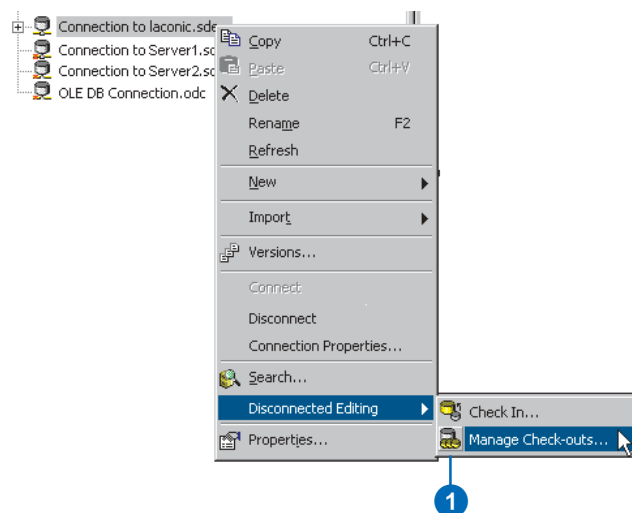 Connection to laconic.sde
Connection to Server1.sd
Connection to Server2.sd
OLE DB Connection.odc
Copy Ctrl+C
Paste Ctrl+V
Delete
Rename F2
Refresh
New
Import
Versions...
Connect
Disconnect
Connection Properties...
Search...
Disconnected Editing
Properties...
Check In...
Manage Check-outs...
1